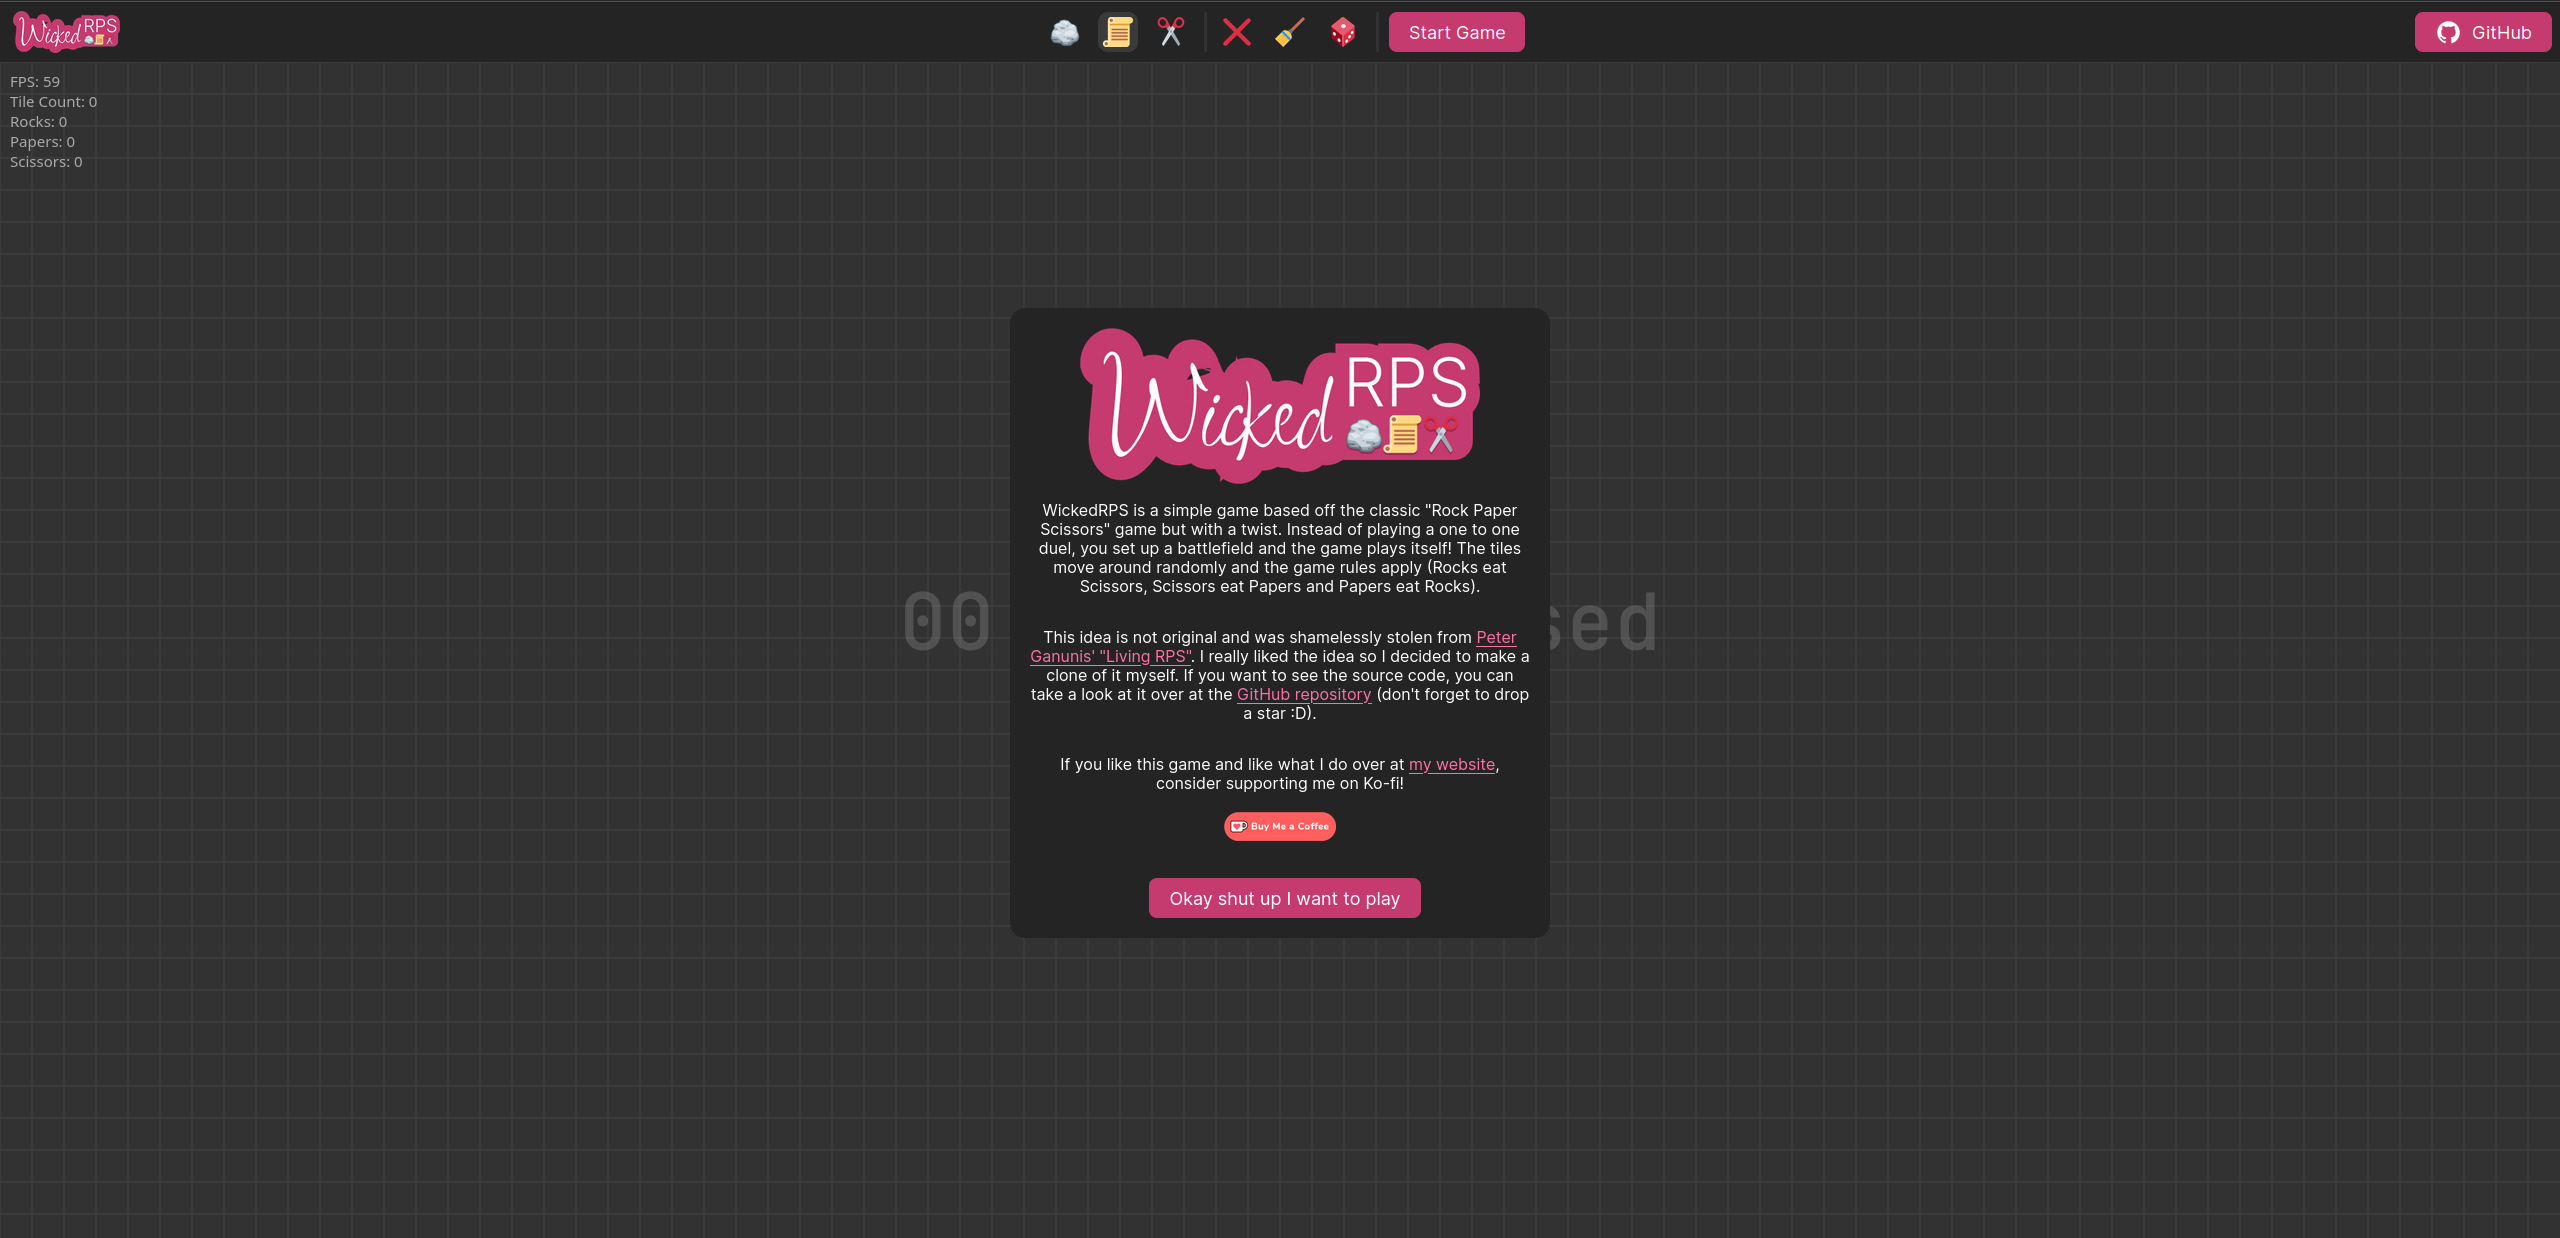 Wicked RPS
Start Game
GitHub
FPS: 59
Tile Count: 0
Rocks: 0
Papers: 0
Scissors: 0
Wicked RPS
WickedRPS is a simple game based off the classic "Rock Paper
Scissors" game but with a twist. Instead of playing a one to one
duel, you set up a battlefield and the game plays itself! The tiles
move around randomly and the game rules apply (Rocks eat
Scissors, Scissors eat Papers and Papers eat Rocks).
This idea is not original and was shamelessly stolen from Peter
Ganunis' "Living RPS". I really liked the idea so I decided to make a
clone of it myself. If you want to see the source code, you can
take a look at it over at the GitHub repository (don't forget to drop
a star :D).
00
sed
If you like this game and like what I do over at my website,
consider supporting me on Ko-fi!
Buy Me a Coffee
Okay shut up I want to play